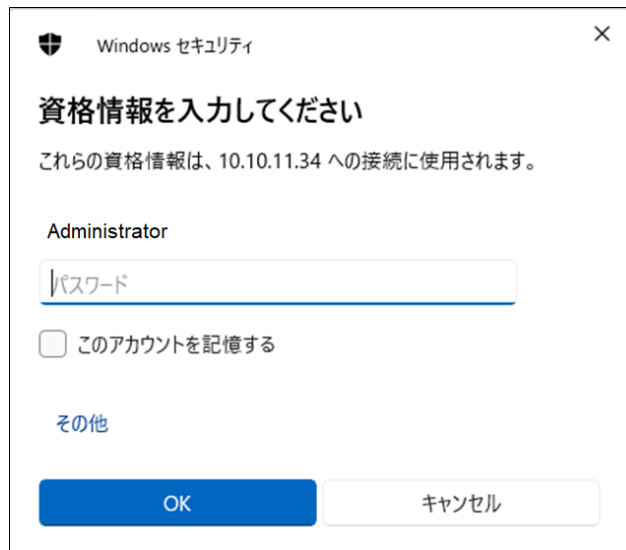 Windows セキュリティ
資格情報を入力してください
これらの資格情報は、10.10.11.34 への接続に使用されます。
Administrator
パスワード
このアカウントを記憶する
その他
OK
キャンセル